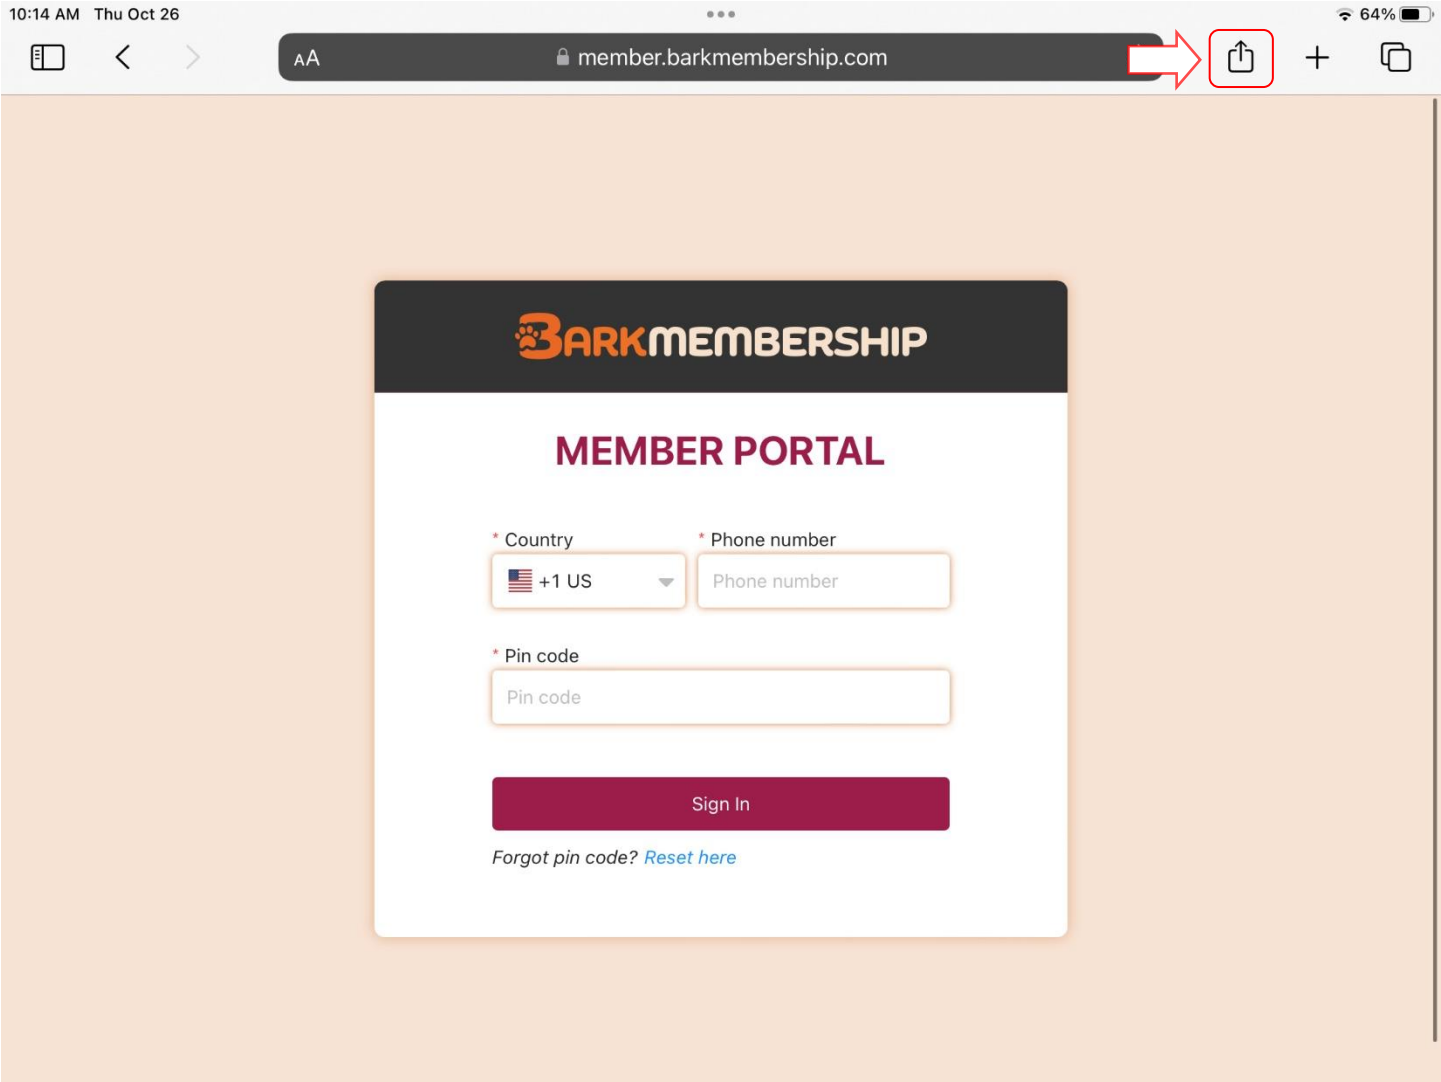 10:14 AM Thu Oct 26
64%
AA
member.barkmembership.com
BARKMEMBERSHIP
MEMBER PORTAL
* Country * Phone number
+1 US Phone number
* Pin code
Pin code
Sign In
Forgot pin code? Reset here